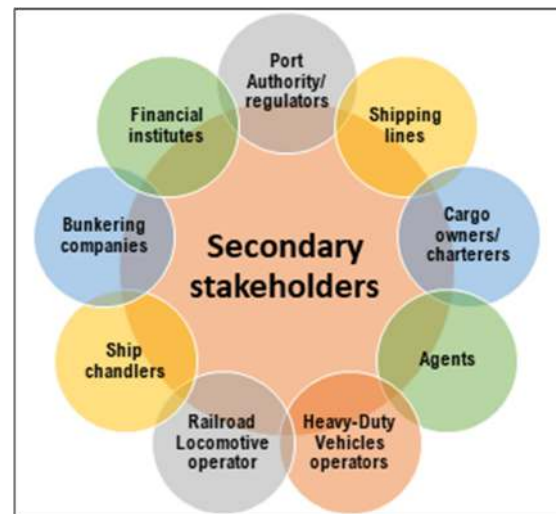 Port
Authority/
regulators
Shipping
lines
Cargo
owners/
charterers
Agents
Heavy-Duty
Vehicles
operators
Railroad
Locomotive
operator
Ship
chandlers
Bunkering
companies
Financial
institutes
Secondary
stakeholders